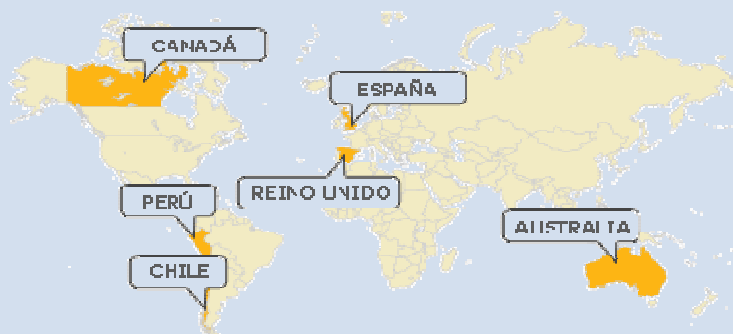 CANADÁ
ESPAÑA
REINO UNIDO
PERÚ
AUSTRALIA
CHILE